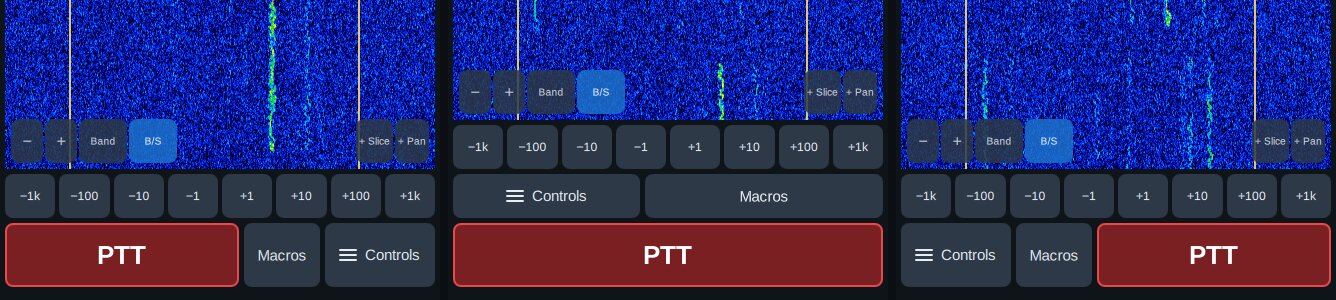 − + Band B/S + Slice + Pan
−1k −100 −10 −1 +1 +10 +100 +1k
PTT Macros Controls
− + Band B/S + Slice + Pan
−1k −100 −10 −1 +1 +10 +100 +1k
Controls Macros
PTT
− + Band B/S + Slice + Pan
−1k −100 −10 −1 +1 +10 +100 +1k
Controls Macros PTT